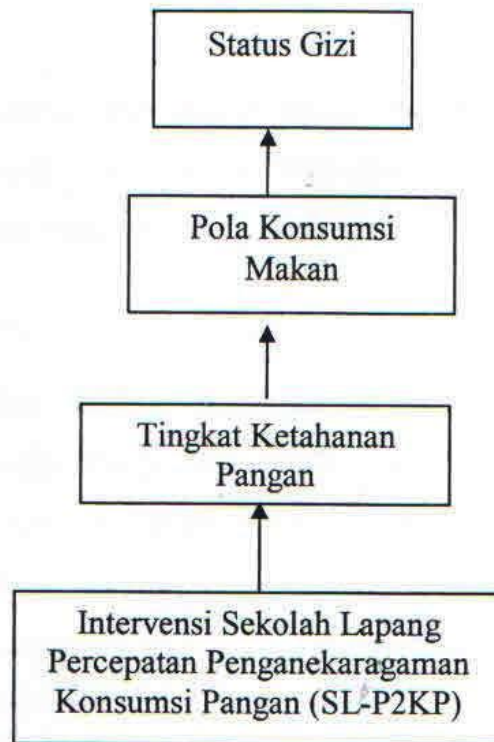 Status Gizi
Pola Konsumsi
Makan
Tingkat Ketahanan
Pangan
Intervensi Sekolah Lapang
Percepatan Penganekaragaman
Konsumsi Pangan (SL-P2KP)